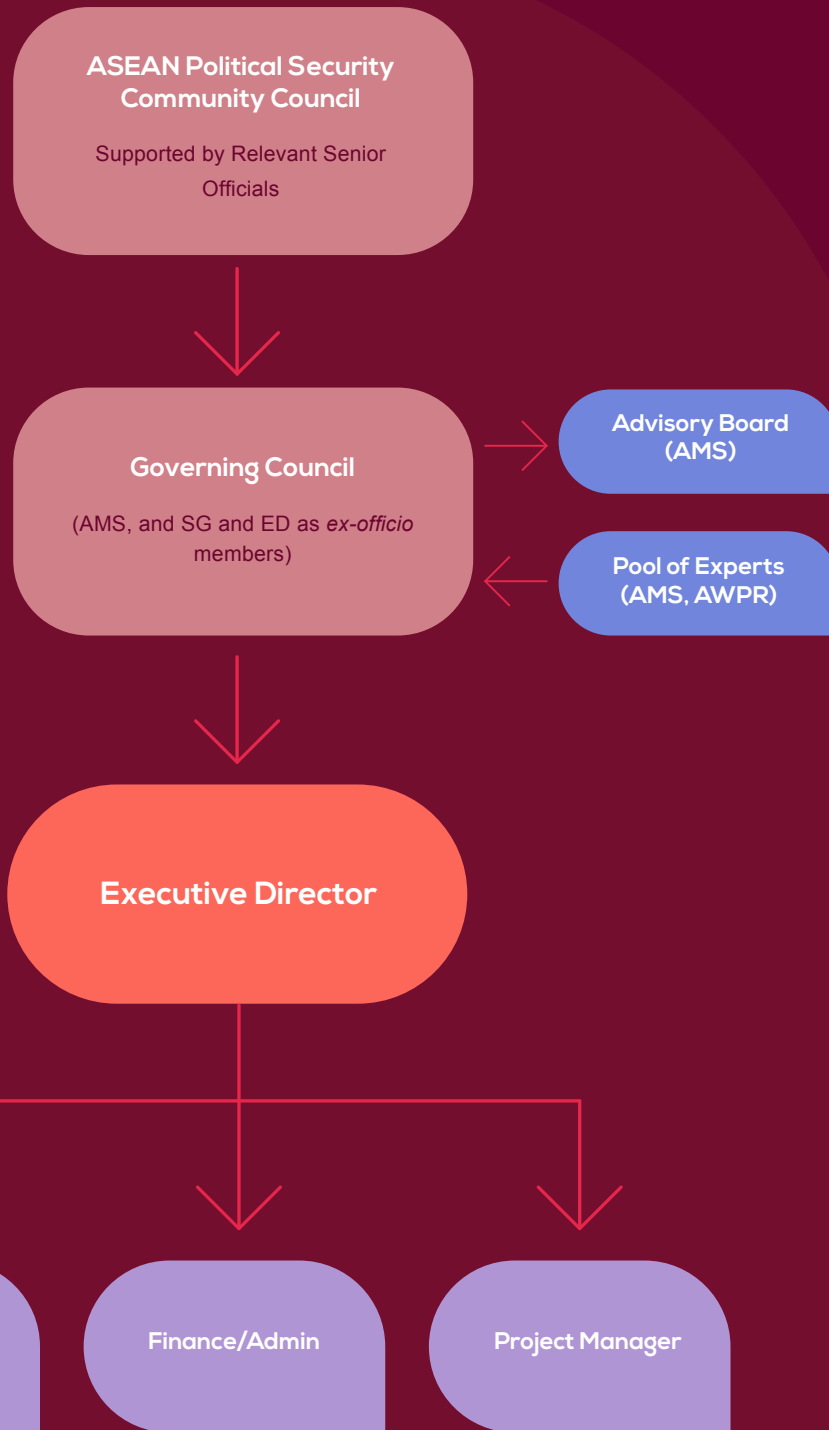 ASEAN Political Security
Community Council
Supported by Relevant Senior
Officials
Governing Council
(AMS, and SG and ED as ex-officio
members)
Advisory Board
(AMS)
Pool of Experts
(AMS, AWPR)
Executive Director
Finance/Admin
Project Manager